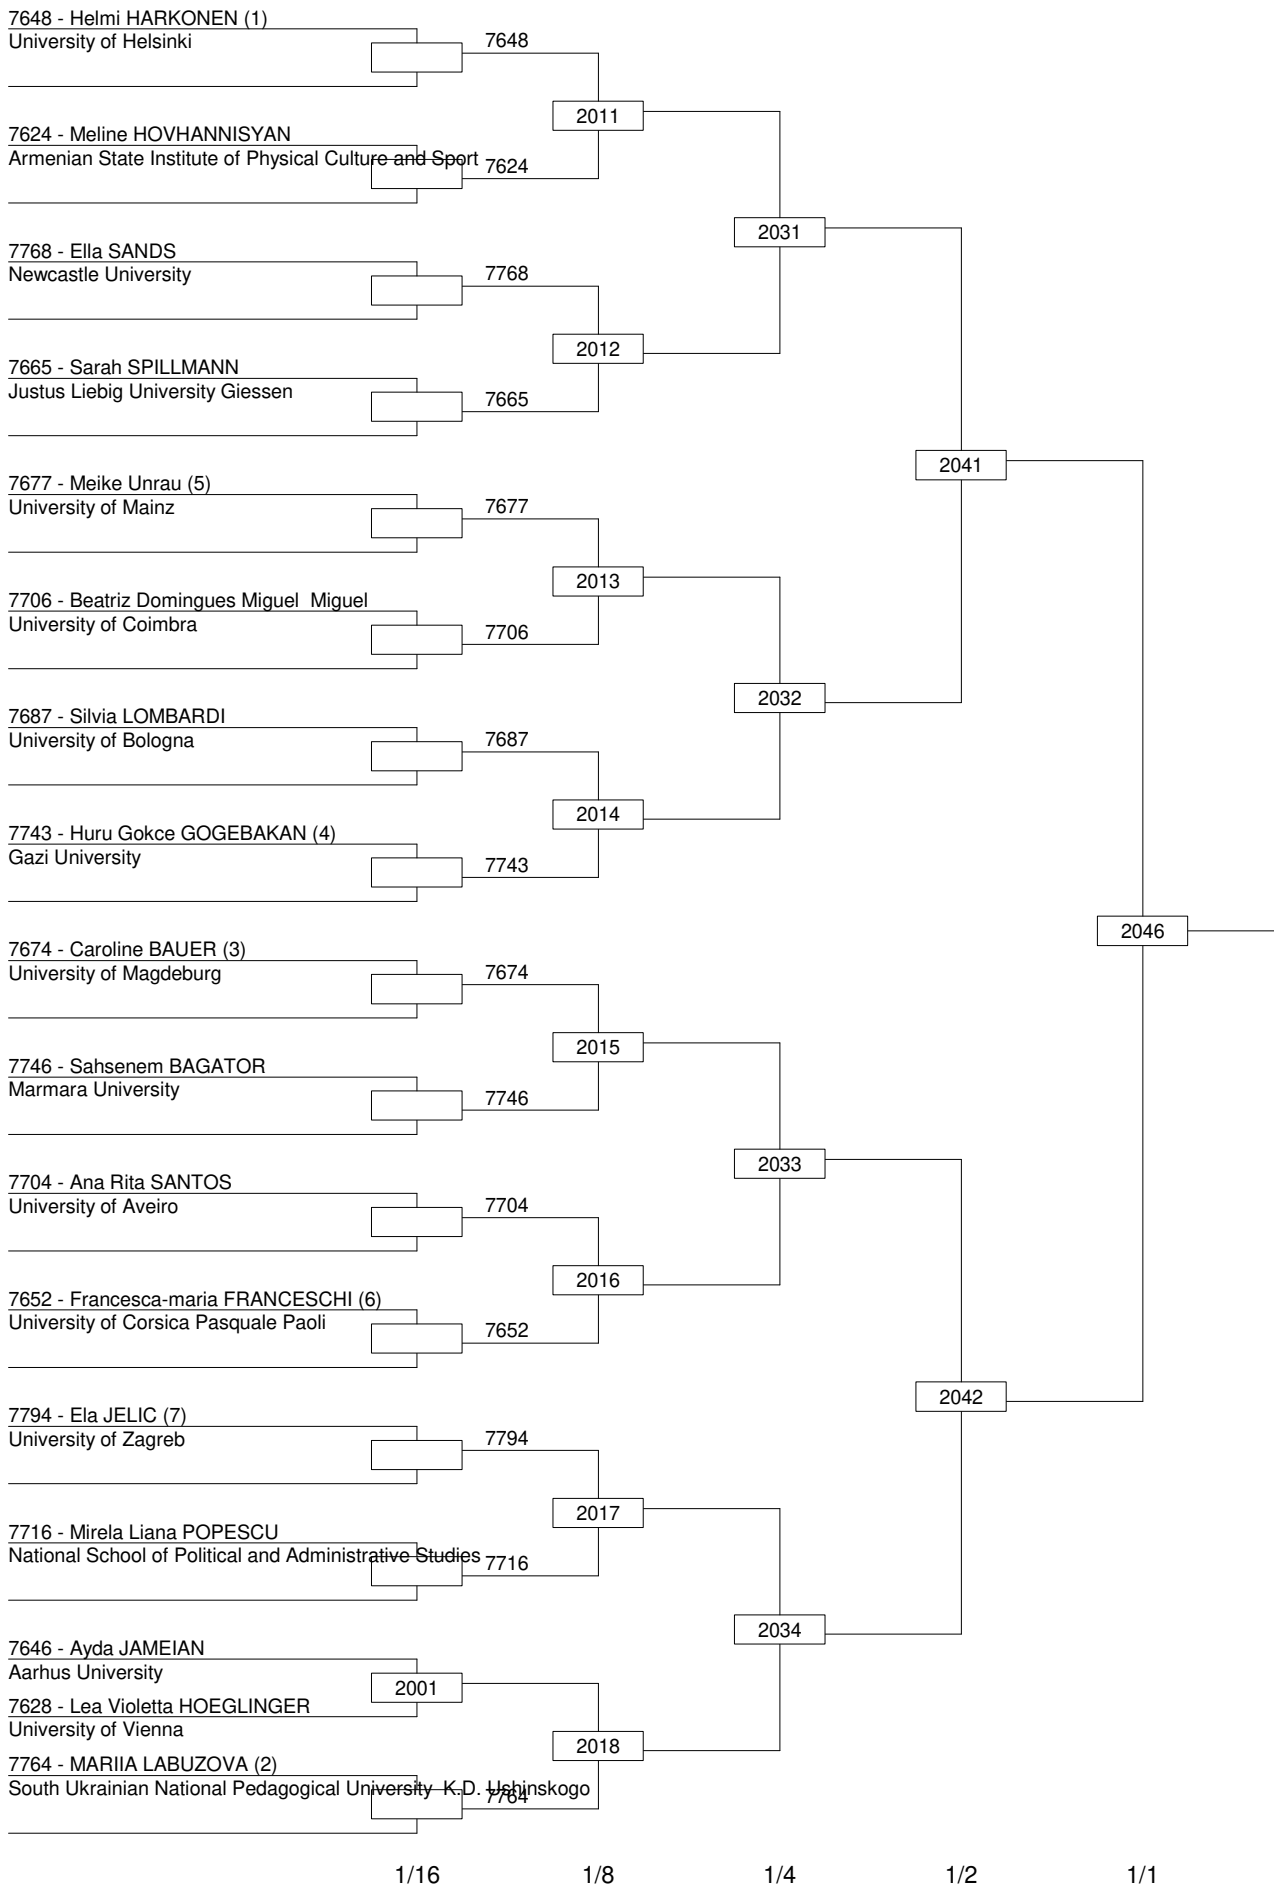 7648 - Helmi HARKONEN (1)
University of Helsinki
7648
2011
7624 - Meline HOVHANNISYAN
Armenian State Institute of Physical Culture and Sport
7624
2031
7768 - Ella SANDS
Newcastle University
7768
2012
7665 - Sarah SPILLMANN
Justus Liebig University Giessen
7665
2041
7677 - Meike Unrau (5)
University of Mainz
7677
2013
7706 - Beatriz Domingues Miguel  Miguel
University of Coimbra
7706
2032
7687 - Silvia LOMBARDI
University of Bologna
7687
2014
7743 - Huru Gokce GOGEBAKAN (4)
Gazi University
7743
2046
7674 - Caroline BAUER (3)
University of Magdeburg
7674
2015
7746 - Sahsenem BAGATOR
Marmara University
7746
2033
7704 - Ana Rita SANTOS
University of Aveiro
7704
2016
7652 - Francesca-maria FRANCESCHI (6)
University of Corsica Pasquale Paoli
7652
2042
7794 - Ela JELIC (7)
University of Zagreb
7794
2017
7716 - Mirela Liana POPESCU
National School of Political and Administrative Studies
7716
2034
7646 - Ayda JAMEIAN
Aarhus University
2001
7628 - Lea Violetta HOEGLINGER
University of Vienna
2018
7764 - MARIIA LABUZOVA (2)
South Ukrainian National Pedagogical University  K.D. Ushinskogo
7764
1/16 1/8 1/4 1/2 1/1